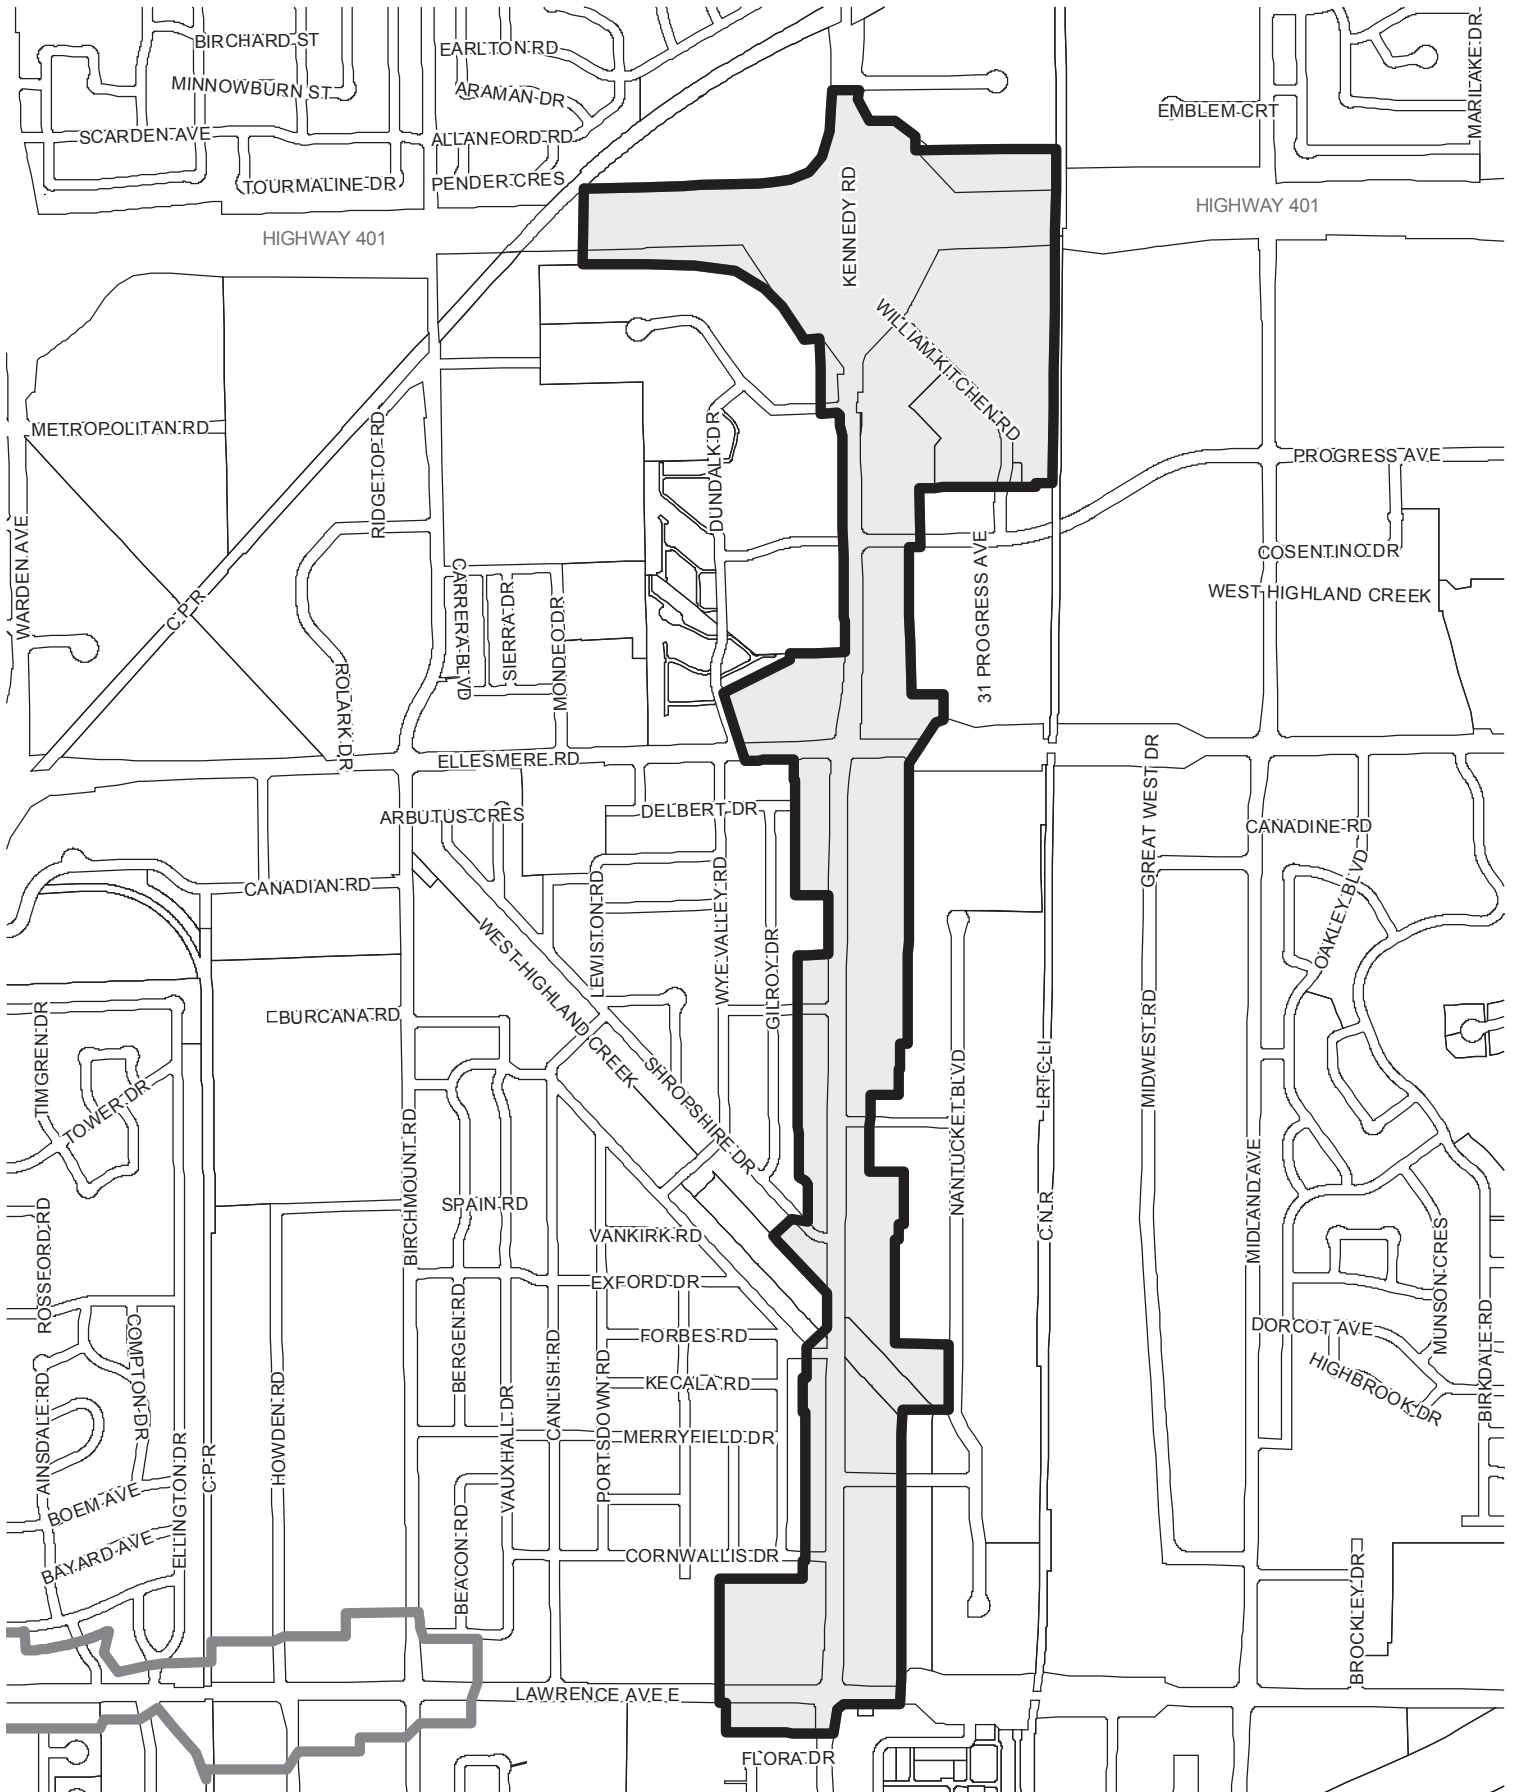 BIRCHARD ST
EARLTON RD
MARILAKE DR
MINNOWBURN ST
ARAMAN DR
EMBLEM CRT
SCARDEN AVE
ALLANFORD RD
TOURMALINE DR
PENDER CRES
KENNEDY RD
HIGHWAY 401
HIGHWAY 401
WILLIAM KITCHEN RD
METROPOLITAN RD
RIDGETOP RD
DUNDALK DR
PROGRESS AVE
WARDEN AVE
COSENTINO DR
31 PROGRESS AVE
WEST HIGHLAND CREEK
C P R
CARRERA BLVD
SIERRA DR
MONDEO DR
ROLARK DR
ELLESMERE RD
GREAT WEST DR
ARBUTUS CRES
DELBERT DR
CANADINE RD
CANADIAN RD
LEWISTON RD
WYE VALLEY RD
GILROY DR
OAKLEY BLVD
WEST HIGHLAND CREEK
BURCANA RD
TIMGREN DR
TOWER DR
SHROPSHIRE DR
NANTUCKET BLVD
LRT C LI
MIDWEST RD
BIRCHMOUNT RD
MIDLAND AVE
SPAIN RD
ROSSFORD RD
VANKIRK RD
C N R
MUNSON CRES
EXFORD DR
COMPTON DR
BERGEN RD
CANLISH RD
FORBES RD
DORCOT AVE
HIGHBROOK DR
BIRKDALE RD
AINSDALE RD
HOWDEN RD
VAUXHALL DR
PORTSDOWN RD
KECALA RD
MERRYFIELD DR
ELLINGTON DR
C P R
BOEM AVE
BAYARD AVE
BEACON RD
CORNWALLIS DR
BROCKLEY DR
LAWRENCE AVE E
FLORA DR